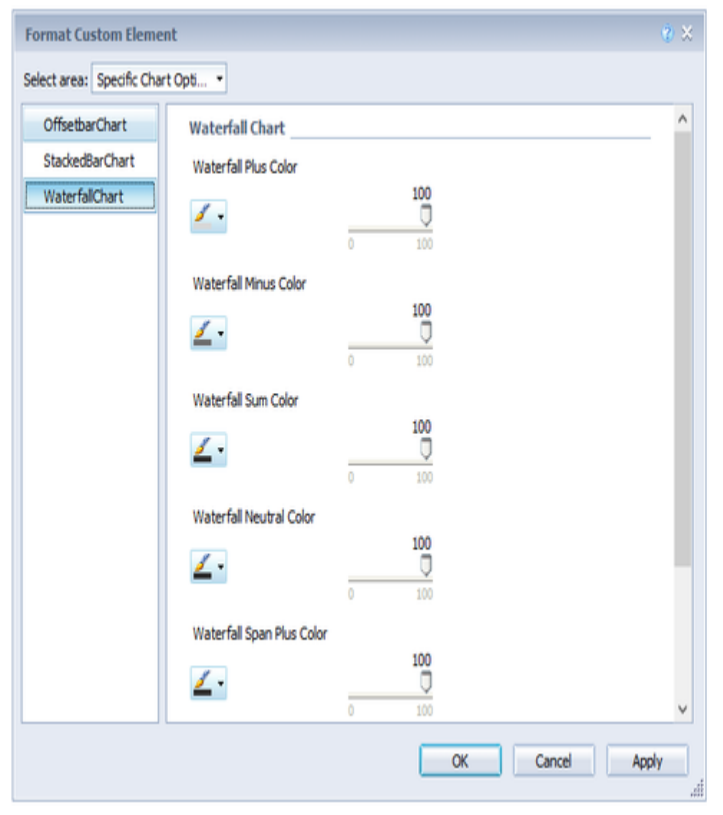 Format Custom Element
Select area: Specific Chart Opti...
OffsetbarChart
StackedBarChart
WaterfallChart
Waterfall Chart
Waterfall Plus Color
100
0 100
Waterfall Minus Color
100
0 100
Waterfall Sum Color
100
0 100
Waterfall Neutral Color
100
0 100
Waterfall Span Plus Color
100
0 100
OK Cancel Apply